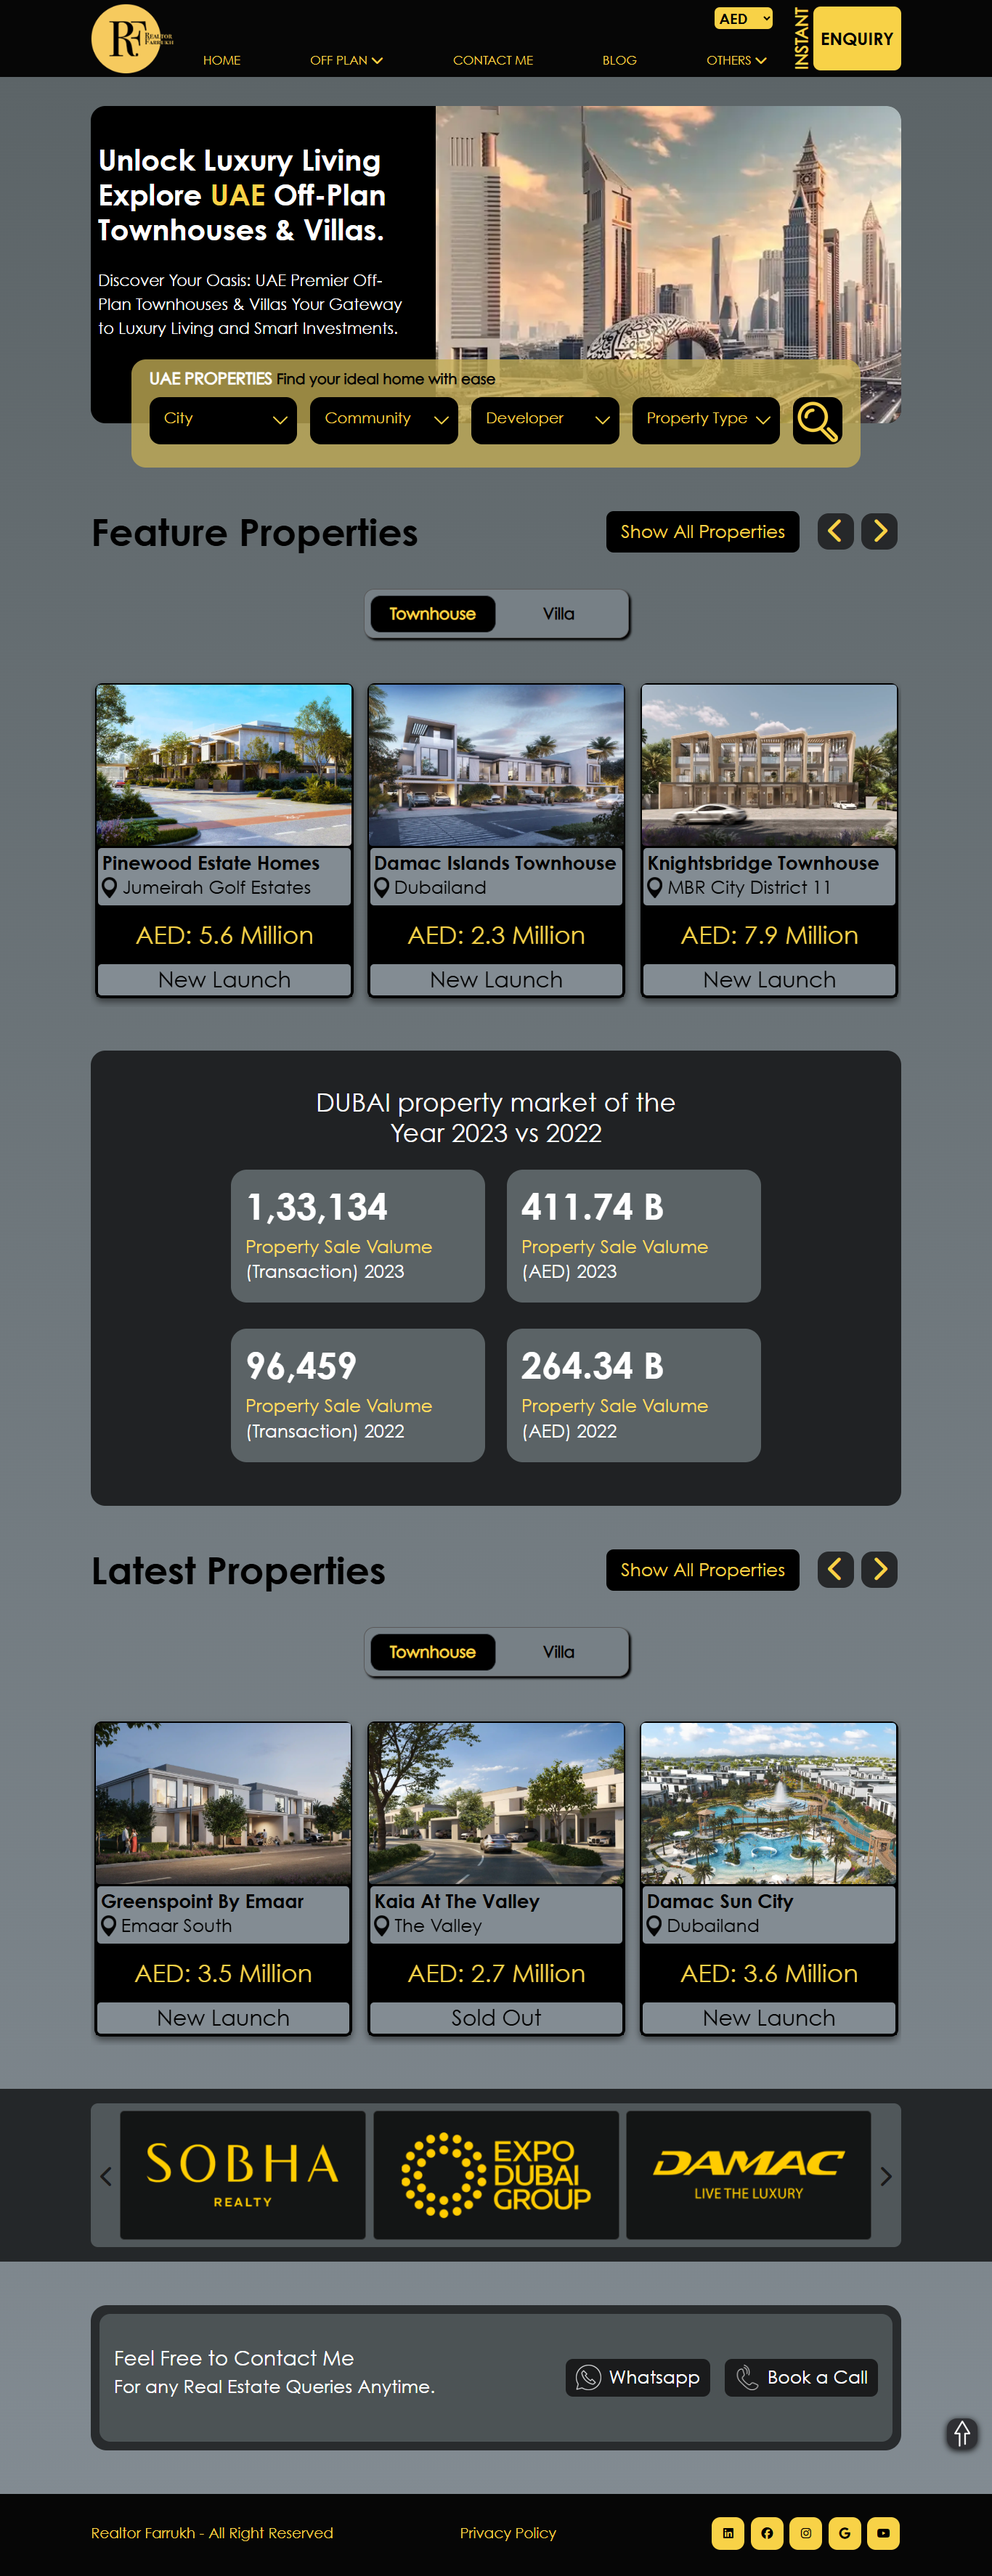 RF
REALTOR
FARRUKH
AED
INSTANT
ENQUIRY
HOME
OFF PLAN
CONTACT ME
BLOG
OTHERS
Unlock Luxury Living
Explore UAE Off-Plan
Townhouses & Villas.
Discover Your Oasis: UAE Premier Off-
Plan Townhouses & Villas Your Gateway
to Luxury Living and Smart Investments.
UAE PROPERTIES Find your ideal home with ease
City
Community
Developer
Property Type
Feature Properties
Show All Properties
Townhouse
Villa
Pinewood Estate Homes
Jumeirah Golf Estates
AED: 5.6 Million
New Launch
Damac Islands Townhouse
Dubailand
AED: 2.3 Million
New Launch
Knightsbridge Townhouse
MBR City District 11
AED: 7.9 Million
New Launch
DUBAI property market of the
Year 2023 vs 2022
1,33,134
Property Sale Valume
(Transaction) 2023
411.74 B
Property Sale Valume
(AED) 2023
96,459
Property Sale Valume
(Transaction) 2022
264.34 B
Property Sale Valume
(AED) 2022
Latest Properties
Show All Properties
Townhouse
Villa
Greenspoint By Emaar
Emaar South
AED: 3.5 Million
New Launch
Kaia At The Valley
The Valley
AED: 2.7 Million
Sold Out
Damac Sun City
Dubailand
AED: 3.6 Million
New Launch
SOBHA
REALTY
EXPO
DUBAI
GROUP
DAMAC
LIVE THE LUXURY
Feel Free to Contact Me
For any Real Estate Queries Anytime.
Whatsapp
Book a Call
Realtor Farrukh - All Right Reserved
Privacy Policy